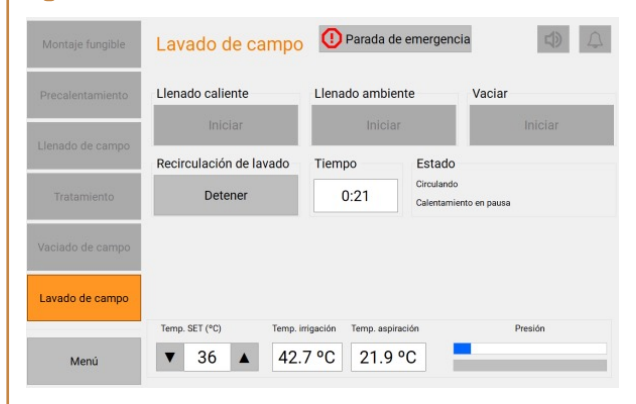 Montaje fungible
Lavado de campo
Parada de emergencia
Precalentamiento
Llenado caliente
Llenado ambiente
Vaciar
Iniciar
Iniciar
Iniciar
Llenado de campo
Recirculación de lavado
Tiempo
Estado
Tratamiento
Detener
0:21
Circulando
Calentamiento en pausa
Vaciado de campo
Lavado de campo
Temp. SET (ºC)
Temp. irrigación
Temp. aspiración
Presión
Menú
▼ 36 ▲
42.7 ºC
21.9 ºC